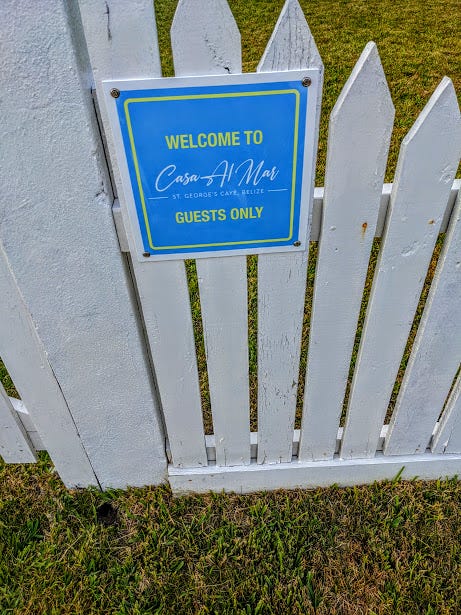 WELCOME TO
Casa Al Mar
ST. GEORGE'S CAYE, BELIZE
GUESTS ONLY